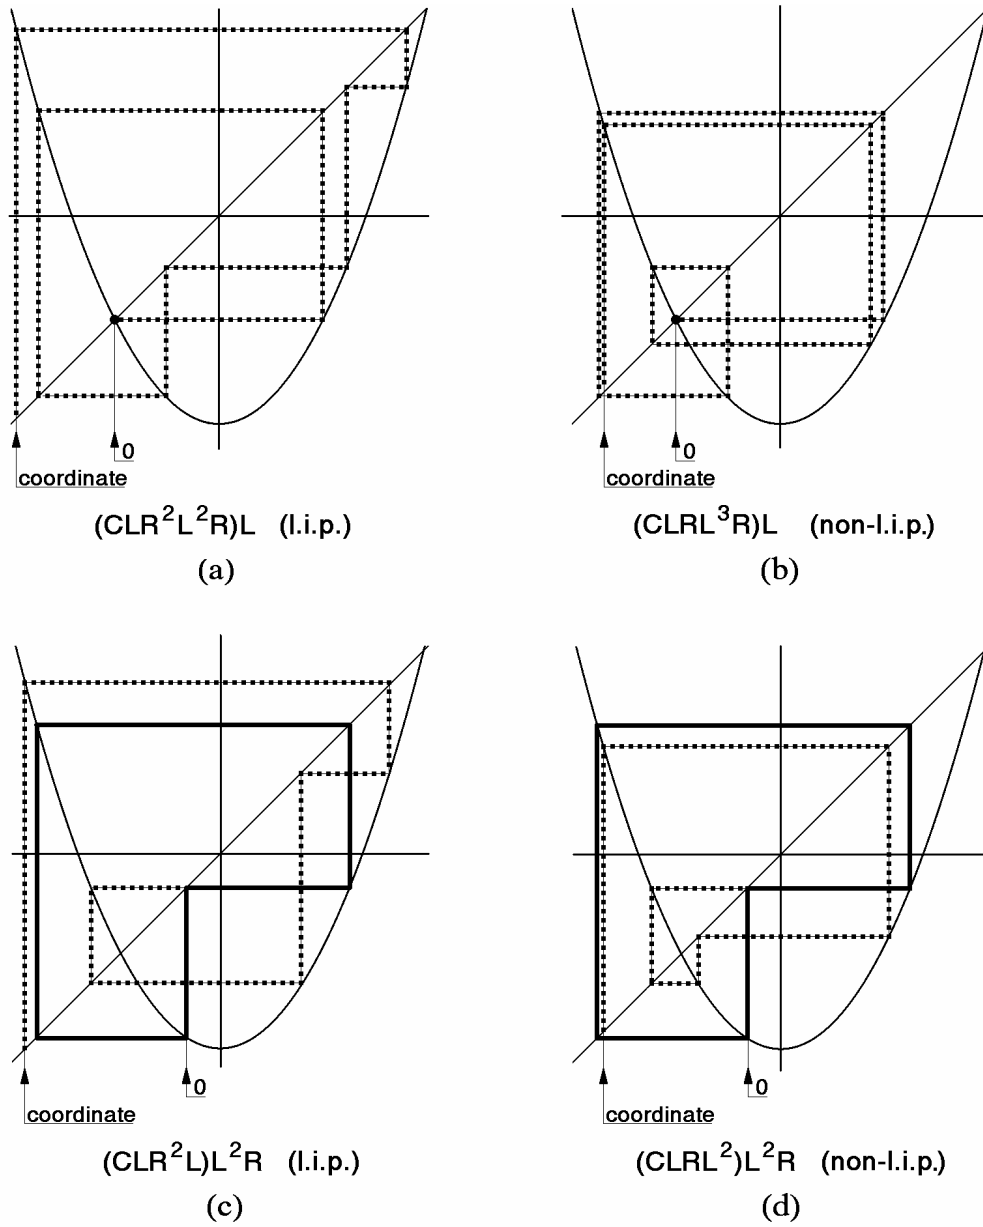 0
coordinate
(CLR²L²R)L (l.i.p.)
(a)
0
coordinate
(CLRL³R)L (non-l.i.p.)
(b)
0
coordinate
(CLR²L)L²R (l.i.p.)
(c)
0
coordinate
(CLRL²)L²R (non-l.i.p.)
(d)